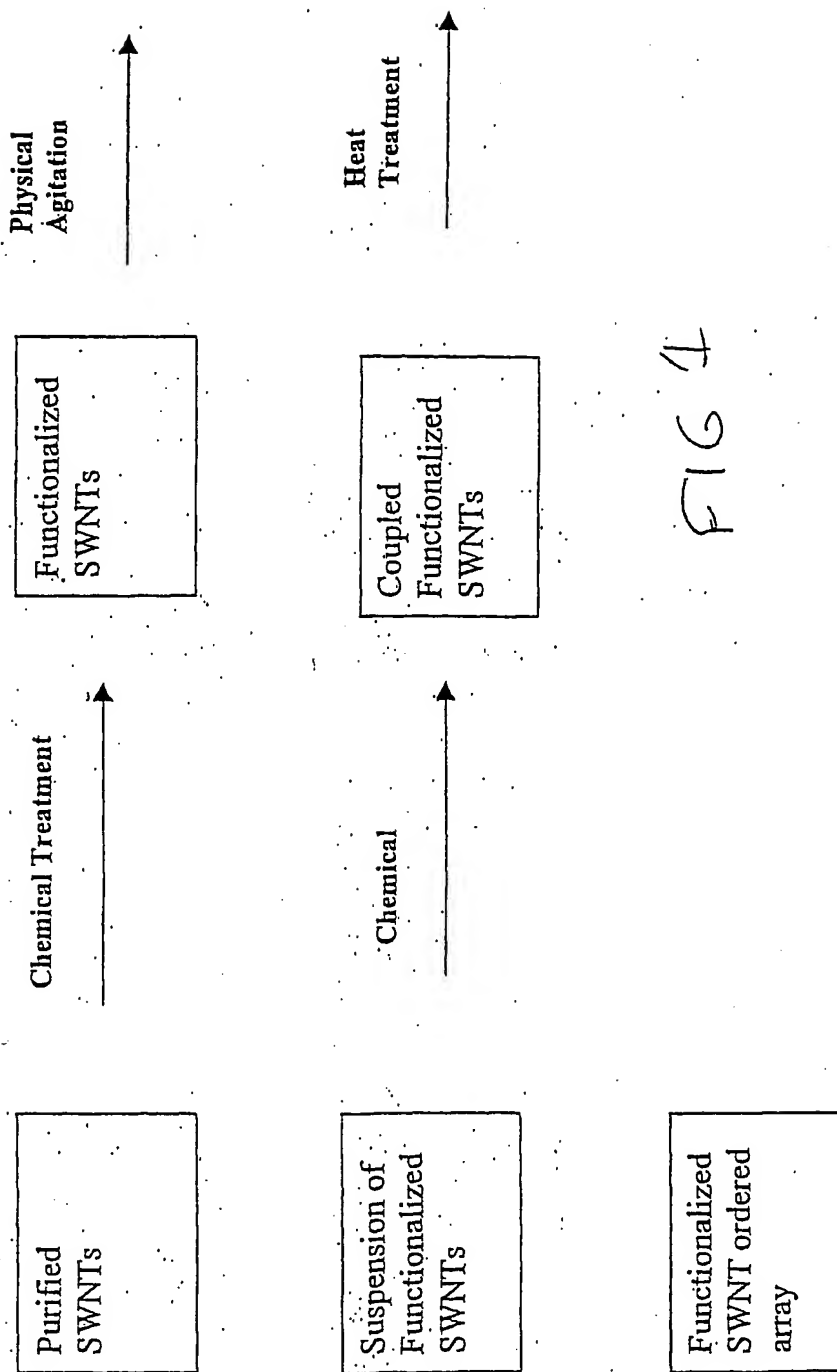 Purified
SWNTs
Chemical Treatment
Functionalized
SWNTs
Physical
Agitation
Suspension of
Functionalized
SWNTs
Chemical
Coupled
Functionalized
SWNTs
Heat
Treatment
Functionalized
SWNT ordered
array
FIG 1